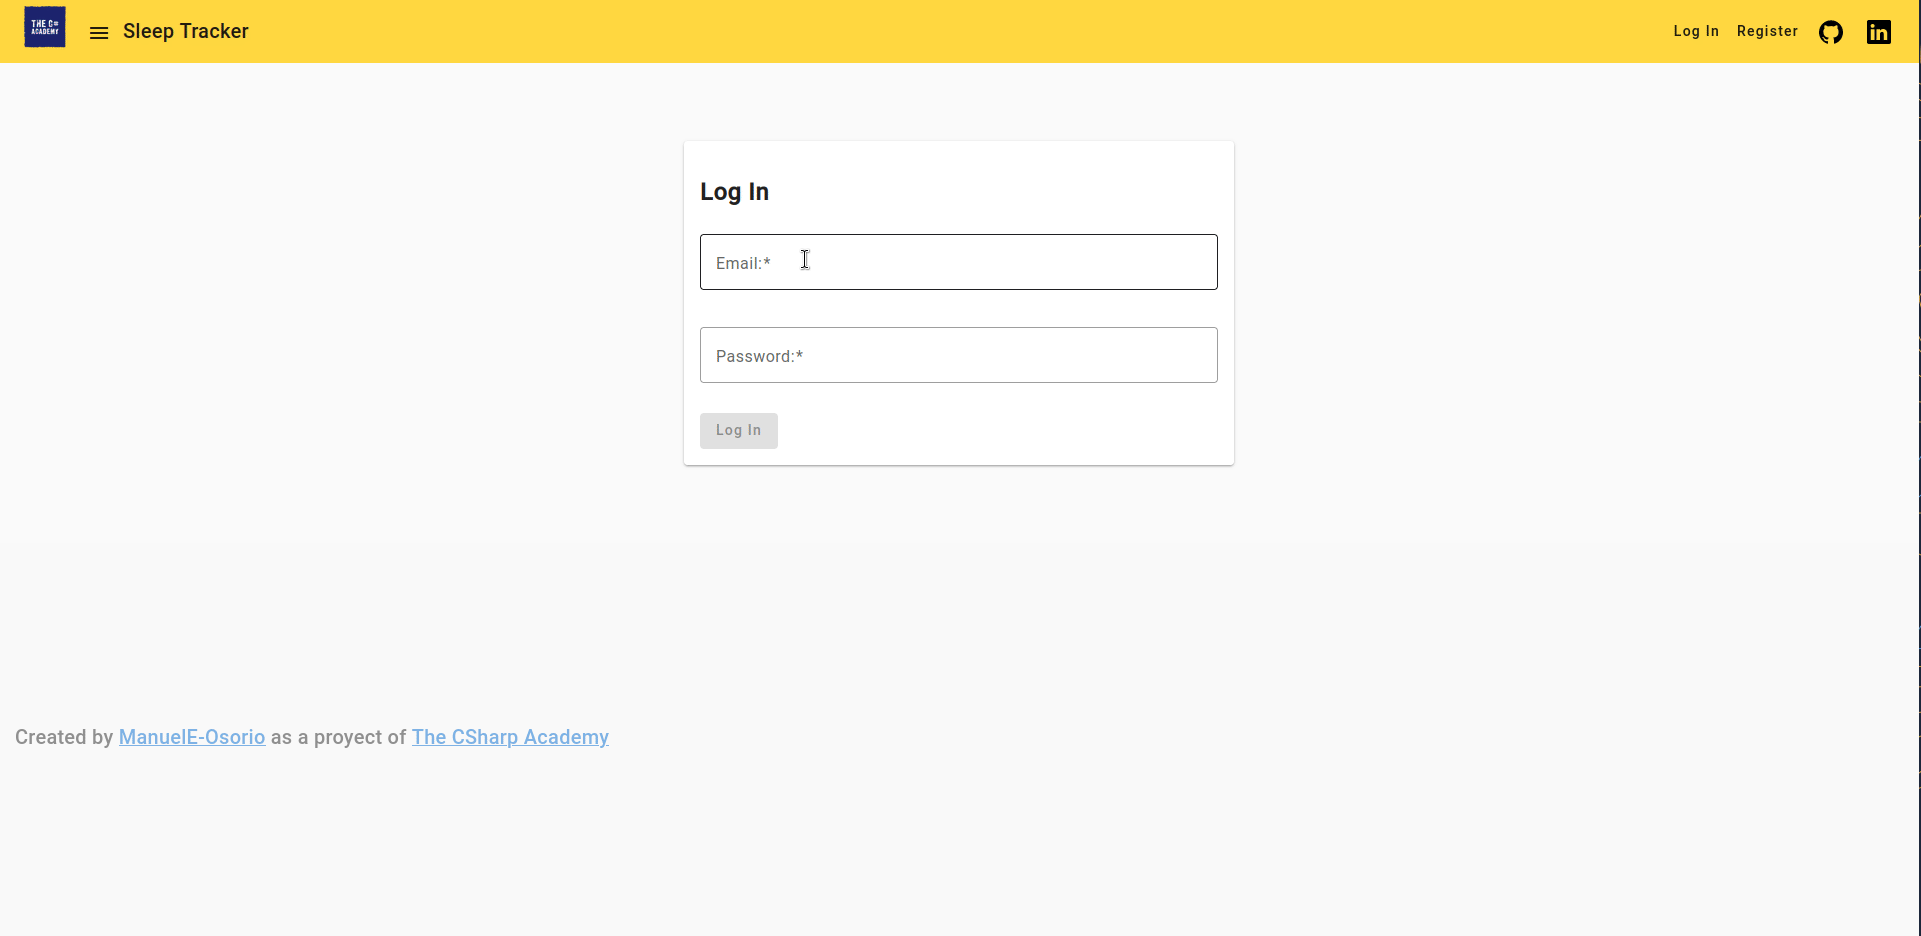 THE C#
ACADEMY
Sleep Tracker
Log In
Register
Log In
Email:*
Password:*
Log In
Created by ManuelE-Osorio as a proyect of The CSharp Academy